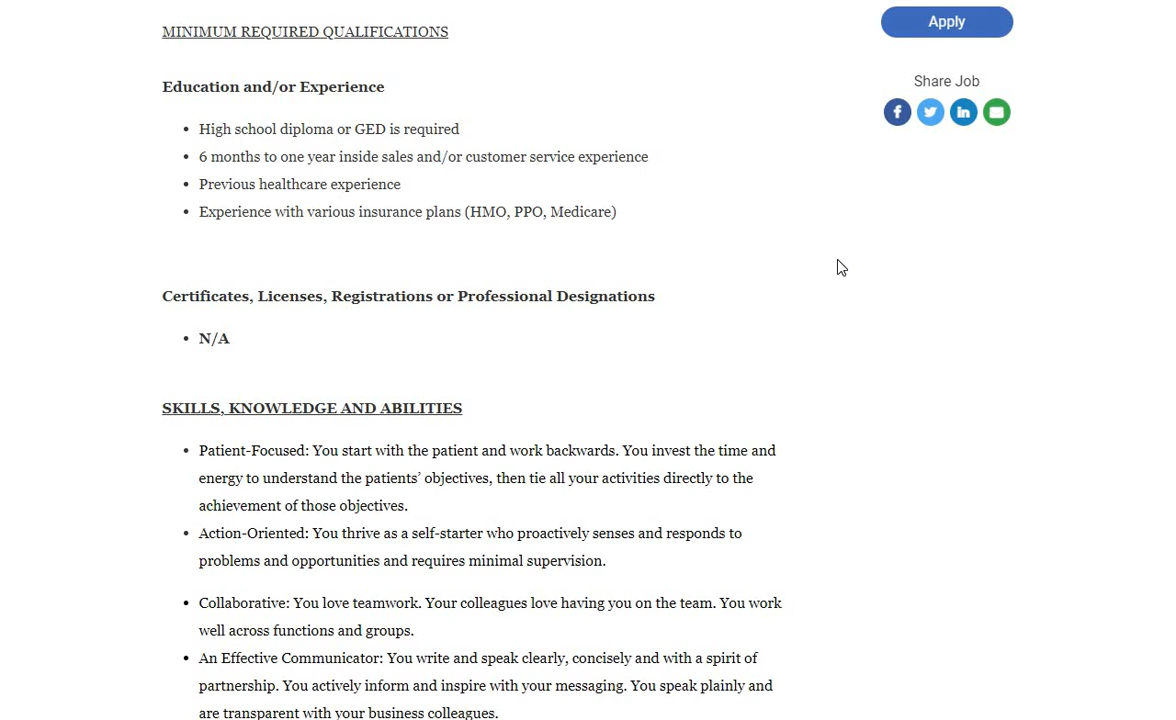 MINIMUM REQUIRED QUALIFICATIONS
Apply
Share Job
Education and/or Experience
High school diploma or GED is required
6 months to one year inside sales and/or customer service experience
Previous healthcare experience
Experience with various insurance plans (HMO, PPO, Medicare)
Certificates, Licenses, Registrations or Professional Designations
N/A
SKILLS, KNOWLEDGE AND ABILITIES
Patient-Focused: You start with the patient and work backwards. You invest the time and
energy to understand the patients’ objectives, then tie all your activities directly to the
achievement of those objectives.
Action-Oriented: You thrive as a self-starter who proactively senses and responds to
problems and opportunities and requires minimal supervision.
Collaborative: You love teamwork. Your colleagues love having you on the team. You work
well across functions and groups.
An Effective Communicator: You write and speak clearly, concisely and with a spirit of
partnership. You actively inform and inspire with your messaging. You speak plainly and
are transparent with your business colleagues.